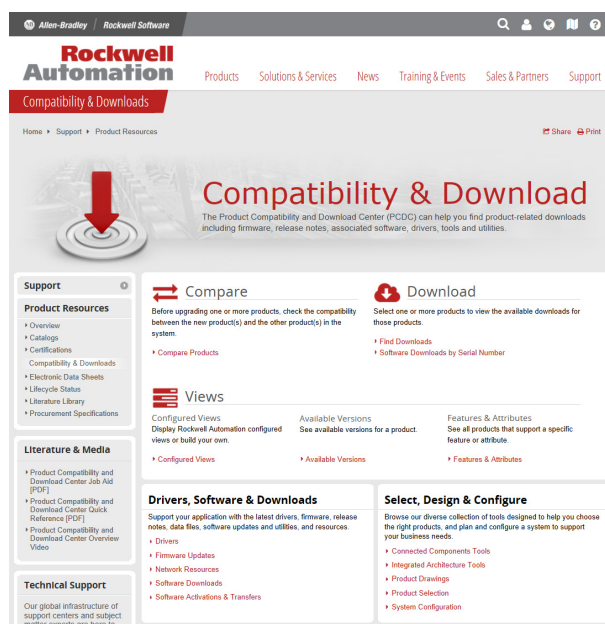 Allen-Bradley Rockwell Software
Rockwell
Automation
Products Solutions & Services News Training & Events Sales & Partners Support
Compatibility & Downloads
Home Support Product Resources
Share Print
Compatibility & Download
The Product Compatibility and Download Center (PCDC) can help you find product-related downloads
including firmware, release notes, associated software, drivers, tools and utilities.
Support
Product Resources
Overview
Catalogs
Certifications
Compatibility & Downloads
Electronic Data Sheets
Lifecycle Status
Literature Library
Procurement Specifications
Literature & Media
Product Compatibility and
Download Center Job Aid
[PDF]
Product Compatibility and
Download Center Quick
Reference [PDF]
Product Compatibility and
Download Center Overview
Video
Technical Support
Our global infrastructure of
support centers and subject
matter experts are here to
Compare
Before upgrading one or more products, check the compatibility
between the new product(s) and the other product(s) in the
system.
Compare Products
Download
Select one or more products to view the available downloads for
those products.
Find Downloads
Software Downloads by Serial Number
Views
Configured Views
Display Rockwell Automation configured
views or build your own.
Configured Views
Available Versions
See available versions for a product.
Available Versions
Features & Attributes
See all products that support a specific
feature or attribute.
Features & Attributes
Drivers, Software & Downloads
Support your application with the latest drivers, firmware, release
notes, data files, software updates and utilities, and resources.
Drivers
Firmware Updates
Network Resources
Software Downloads
Software Activations & Transfers
Select, Design & Configure
Browse our diverse collection of tools designed to help you choose
the right products, and plan and configure a system to support
your business needs.
Connected Components Tools
Integrated Architecture Tools
Product Drawings
Product Selection
System Configuration